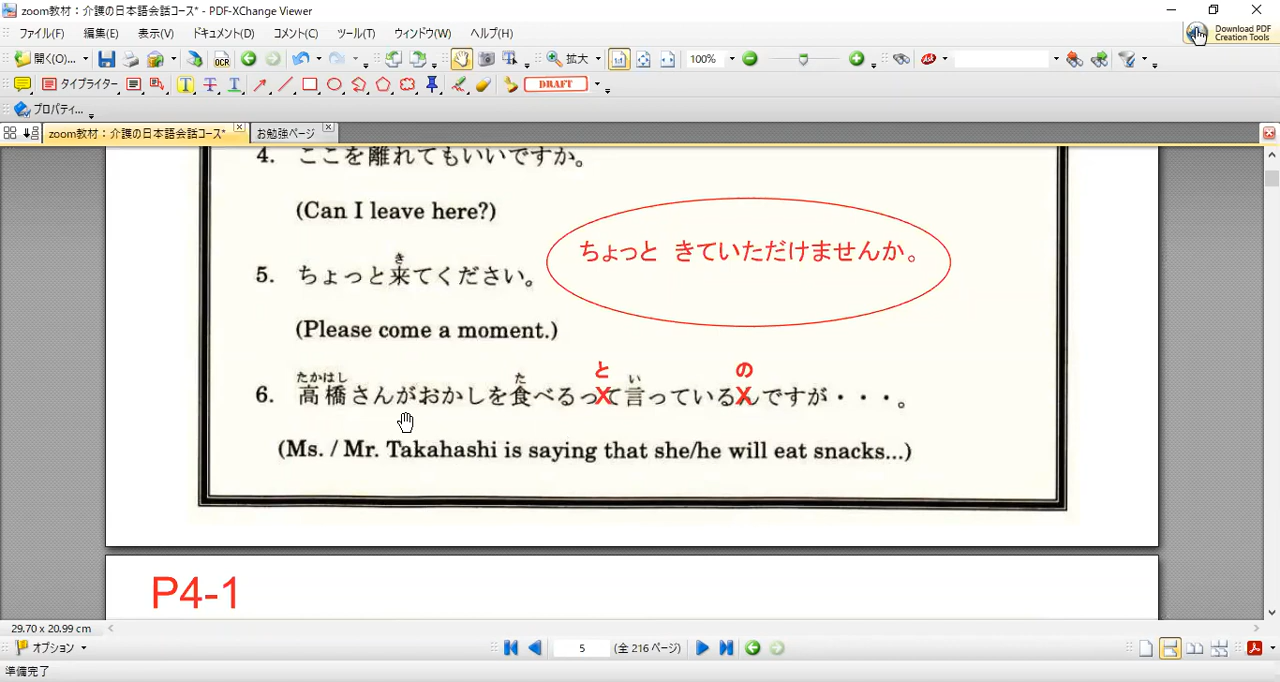 zoom教材：介護の日本語会話コース* - PDF-XChange Viewer
ファイル(F) 編集(E) 表示(V) ドキュメント(D) コメント(C) ツール(T) ウィンドウ(W) ヘルプ(H)
Download PDF Creation Tools
開く(O)... OCR 拡大 100%
タイプライター DRAFT
プロパティ...
zoom教材：介護の日本語会話コース* お勉強ページ
4. ここを離れてもいいですか。
(Can I leave here?)
ちょっと きていただけませんか。
き
5. ちょっと来てください。
(Please come a moment.)
と の
たかはし た い
6. 高橋さんがおかしを食べるっXて言っているXんですが・・・。
(Ms. / Mr. Takahashi is saying that she/he will eat snacks...)
P4-1
29.70 x 20.99 cm
オプション 5 (全 216 ページ)
準備完了